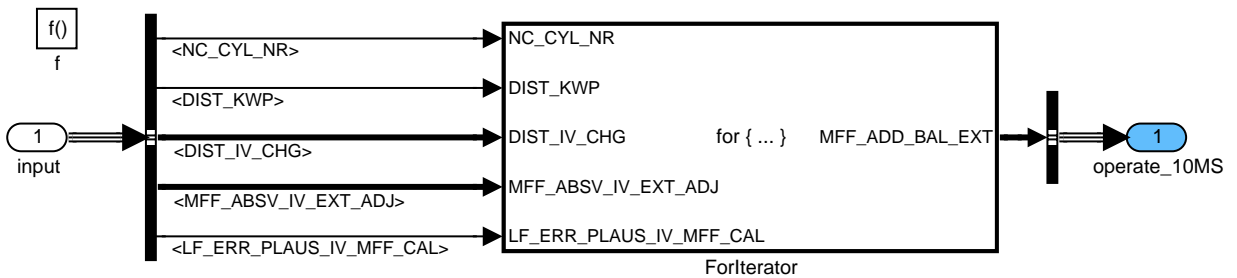 f()
f
1
input
<NC_CYL_NR>
<DIST_KWP>
<DIST_IV_CHG>
<MFF_ABSV_IV_EXT_ADJ>
<LF_ERR_PLAUS_IV_MFF_CAL>
NC_CYL_NR
DIST_KWP
DIST_IV_CHG
for { ... }
MFF_ADD_BAL_EXT
MFF_ABSV_IV_EXT_ADJ
LF_ERR_PLAUS_IV_MFF_CAL
ForIterator
1
operate_10MS